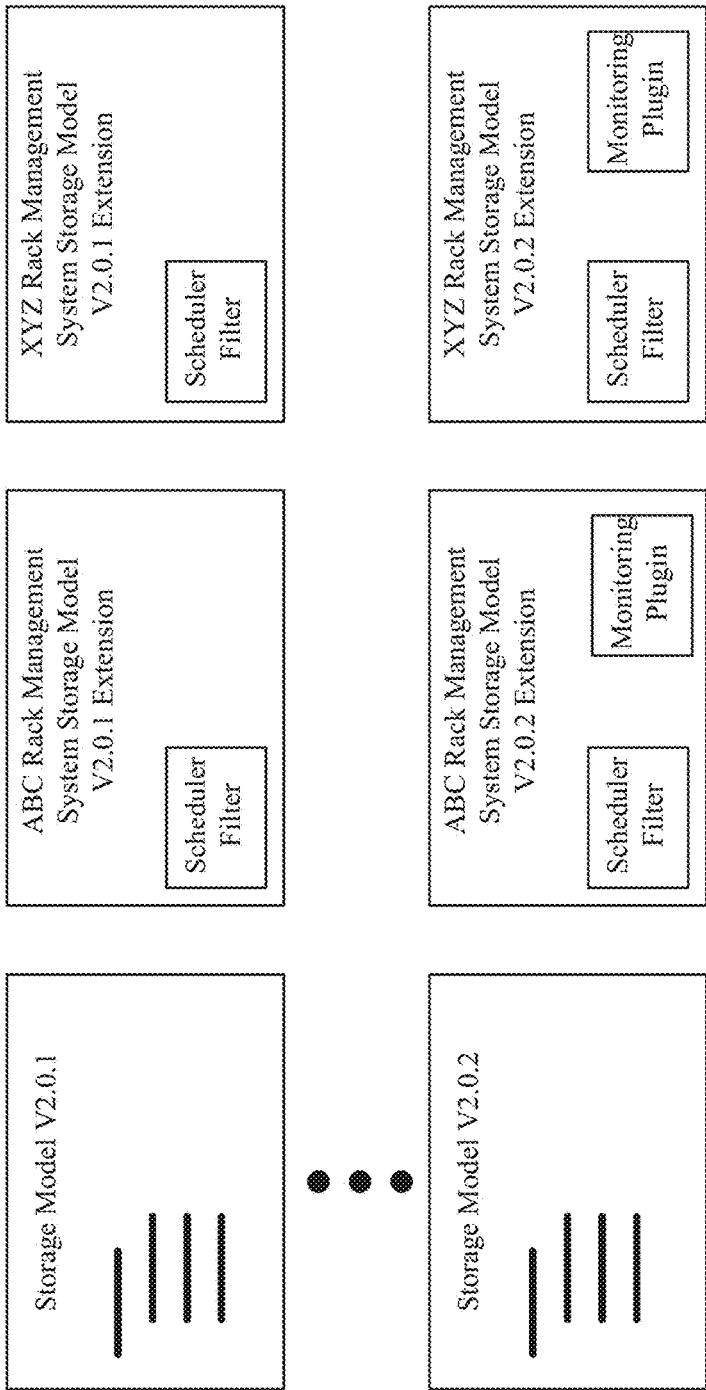 Storage Model V2.0.1
ABC Rack Management
System Storage Model
V2.0.1 Extension
Scheduler
Filter
XYZ Rack Management
System Storage Model
V2.0.1 Extension
Scheduler
Filter
Storage Model V2.0.2
ABC Rack Management
System Storage Model
V2.0.2 Extension
Scheduler
Filter
Monitoring
Plugin
XYZ Rack Management
System Storage Model
V2.0.2 Extension
Scheduler
Filter
Monitoring
Plugin